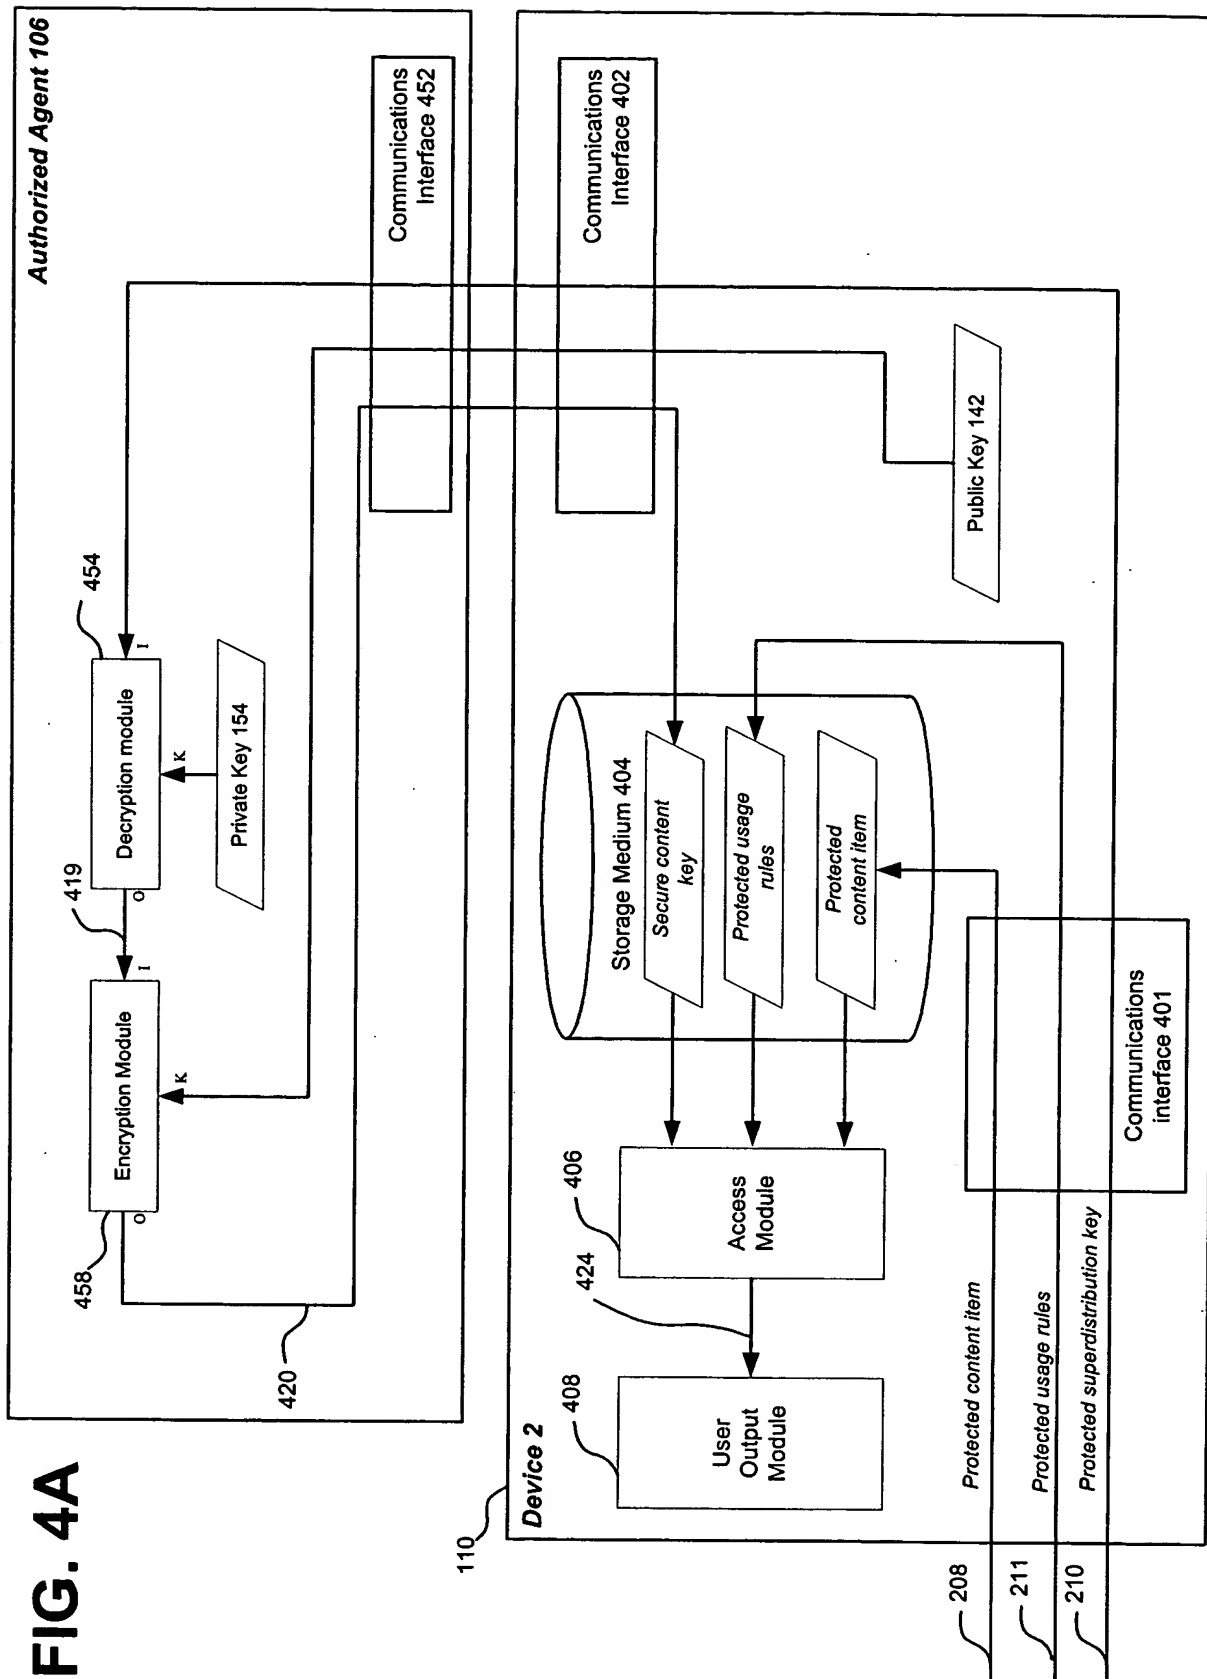 FIG. 4A
Authorized Agent 106
454
Decryption module
I
K
O
Private Key 154
419
I
Encryption Module
K
O
458
420
Communications
Interface 452
110
Device 2
Communications
Interface 402
Storage Medium 404
Secure content
key
Protected usage
rules
Protected
content item
Public Key 142
406
Access
Module
424
408
User
Output
Module
Communications
interface 401
Protected content item
Protected usage rules
Protected superdistribution key
208
211
210